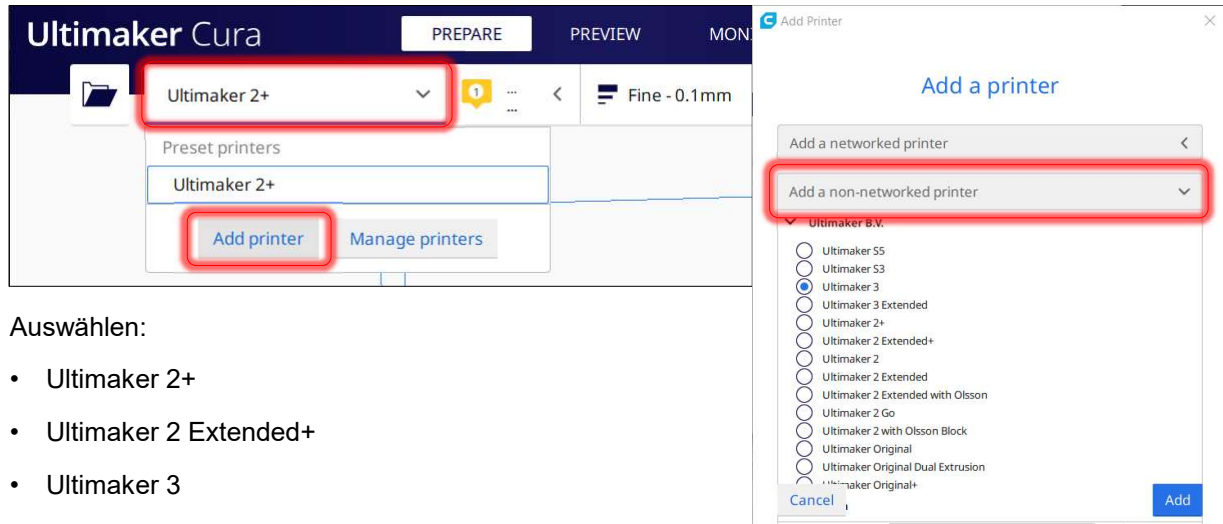 Ultimaker Cura
PREPARE
PREVIEW
Ultimaker 2+
1
...
...
Fine - 0.1mm
Preset printers
Ultimaker 2+
Add printer
Manage printers
Auswählen:
• Ultimaker 2+
• Ultimaker 2 Extended+
• Ultimaker 3
Add Printer
Add a printer
Add a networked printer
Add a non-networked printer
Ultimaker B.V.
Ultimaker S5
Ultimaker S3
Ultimaker 3
Ultimaker 3 Extended
Ultimaker 2+
Ultimaker 2 Extended+
Ultimaker 2
Ultimaker 2 Extended
Ultimaker 2 Extended with Olsson
Ultimaker 2 Go
Ultimaker 2 with Olsson Block
Ultimaker Original
Ultimaker Original Dual Extrusion
Ultimaker Original+
Cancel
Add